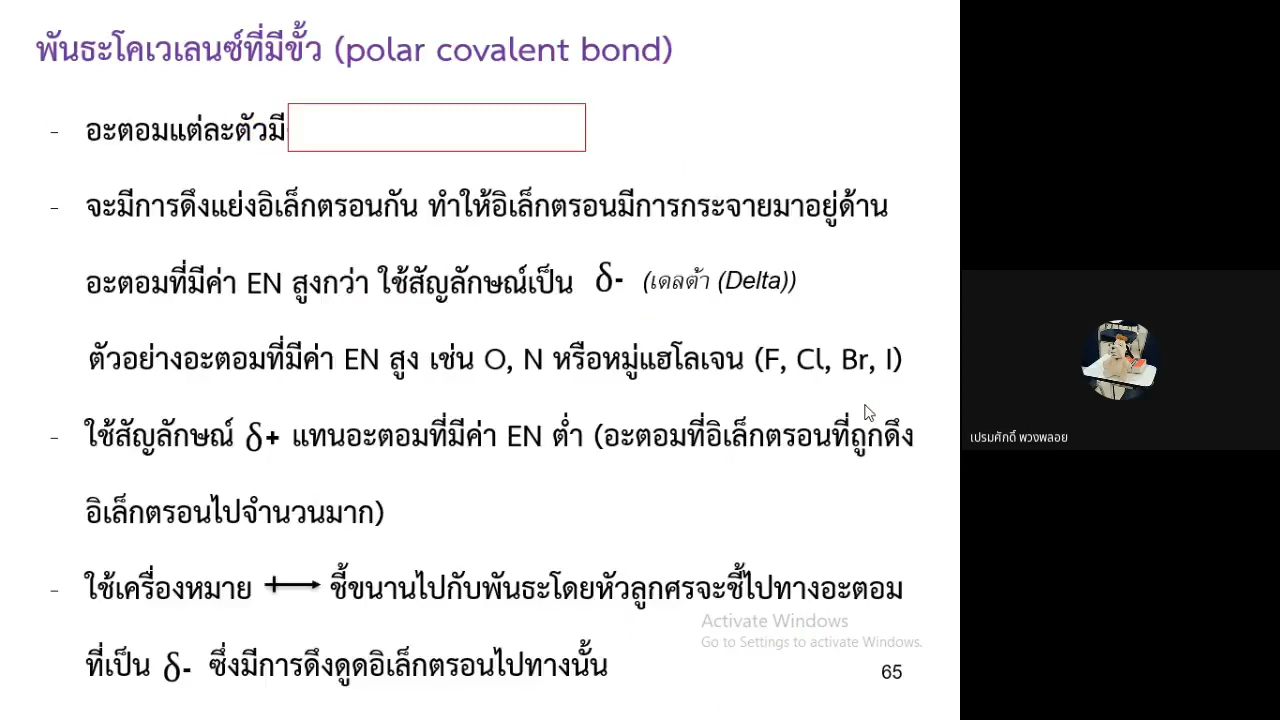 พันธะโคเวเลนซ์ที่มีขั้ว (polar covalent bond)
- อะตอมแต่ละตัวมี
- จะมีการดึงแย่งอิเล็กตรอนกัน ทำให้อิเล็กตรอนมีการกระจายมาอยู่ด้าน
อะตอมที่มีค่า EN สูงกว่า ใช้สัญลักษณ์เป็น δ- (เดลต้า (Delta))
ตัวอย่างอะตอมที่มีค่า EN สูง เช่น O, N หรือหมู่แฮโลเจน (F, Cl, Br, I)
- ใช้สัญลักษณ์ δ+ แทนอะตอมที่มีค่า EN ต่ำ (อะตอมที่อิเล็กตรอนที่ถูกดึง
อิเล็กตรอนไปจำนวนมาก)
- ใช้เครื่องหมาย ชี้ขนานไปกับพันธะโดยหัวลูกศรจะชี้ไปทางอะตอม
ที่เป็น δ- ซึ่งมีการดึงดูดอิเล็กตรอนไปทางนั้น
Activate Windows
Go to Settings to activate Windows.
65
เปรมศักดิ์ พวงพลอย